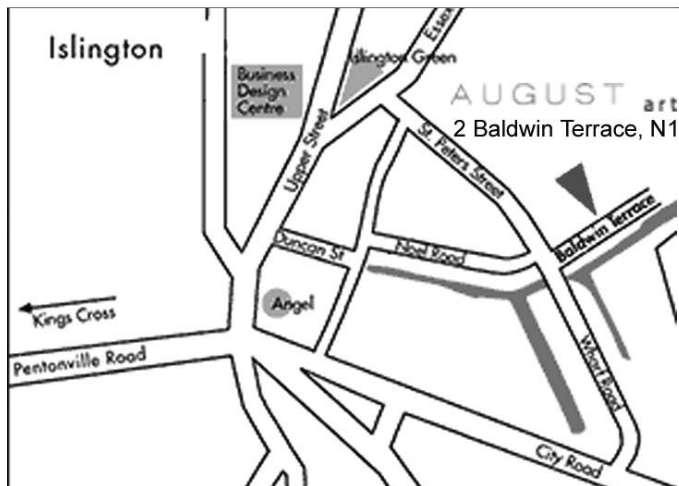 Islington
Business
Design
Centre
Islington Green
Essex
AUGUST art
2 Baldwin Terrace, N1
Upper Street
St. Peters Street
Duncan St
Noel Road
Baldwin Terrace
Angel
Kings Cross
Pentonville Road
Wharf Road
City Road